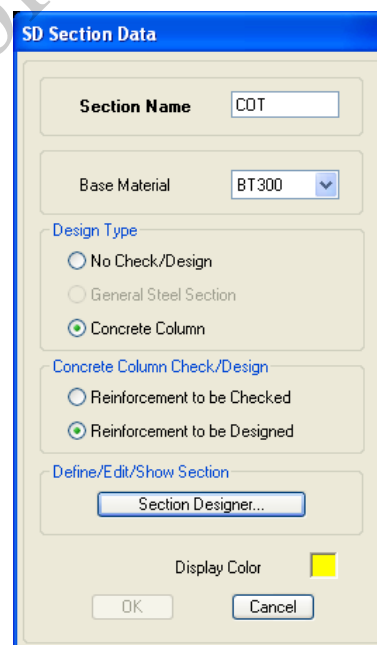 SD Section Data
Section Name COT
Base Material BT300
Design Type
No Check/Design
General Steel Section
Concrete Column
Concrete Column Check/Design
Reinforcement to be Checked
Reinforcement to be Designed
Define/Edit/Show Section
Section Designer...
Display Color
OK Cancel